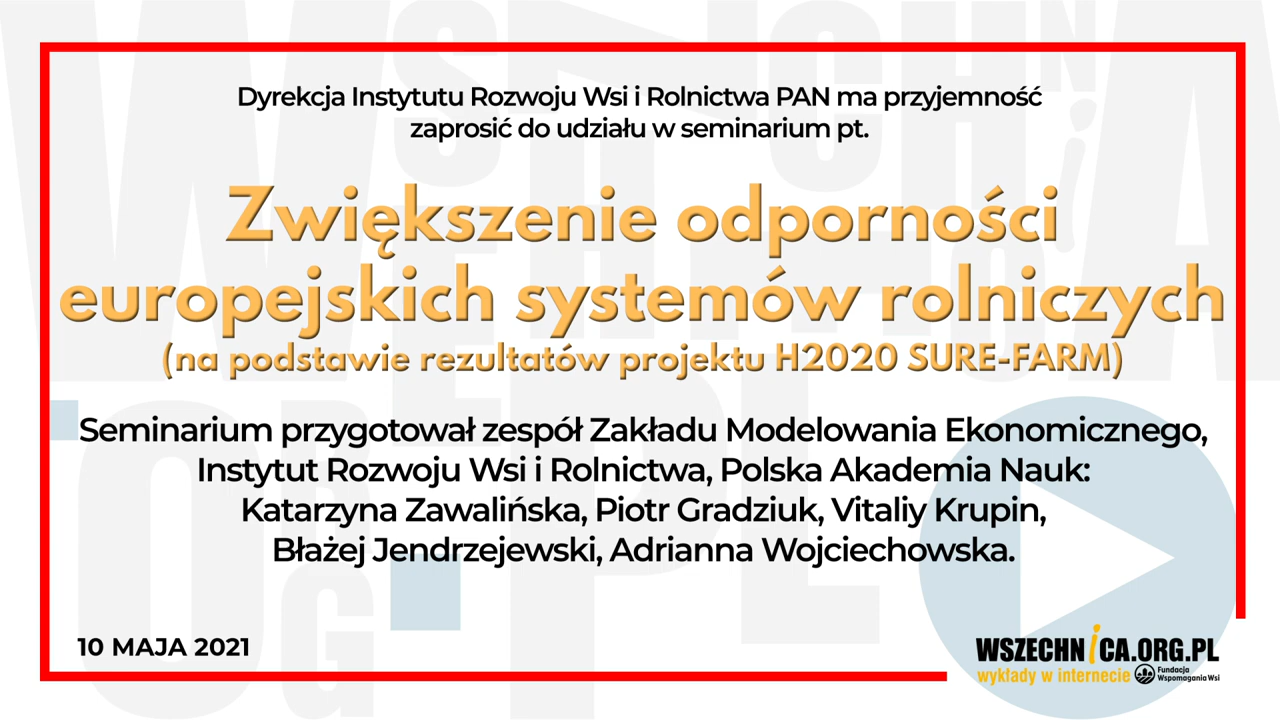 Dyrekcja Instytutu Rozwoju Wsi i Rolnictwa PAN ma przyjemność
zaprosić do udziału w seminarium pt.
Zwiększenie odporności
europejskich systemów rolniczych
(na podstawie rezultatów projektu H2020 SURE-FARM)
Seminarium przygotował zespół Zakładu Modelowania Ekonomicznego,
Instytut Rozwoju Wsi i Rolnictwa, Polska Akademia Nauk:
Katarzyna Zawalińska, Piotr Gradziuk, Vitaliy Krupin,
Błażej Jendrzejewski, Adrianna Wojciechowska.
10 MAJA 2021
WSZECHNiCA.ORG.PL
wykłady w internecie
Fundacja
Wspomagania Wsi